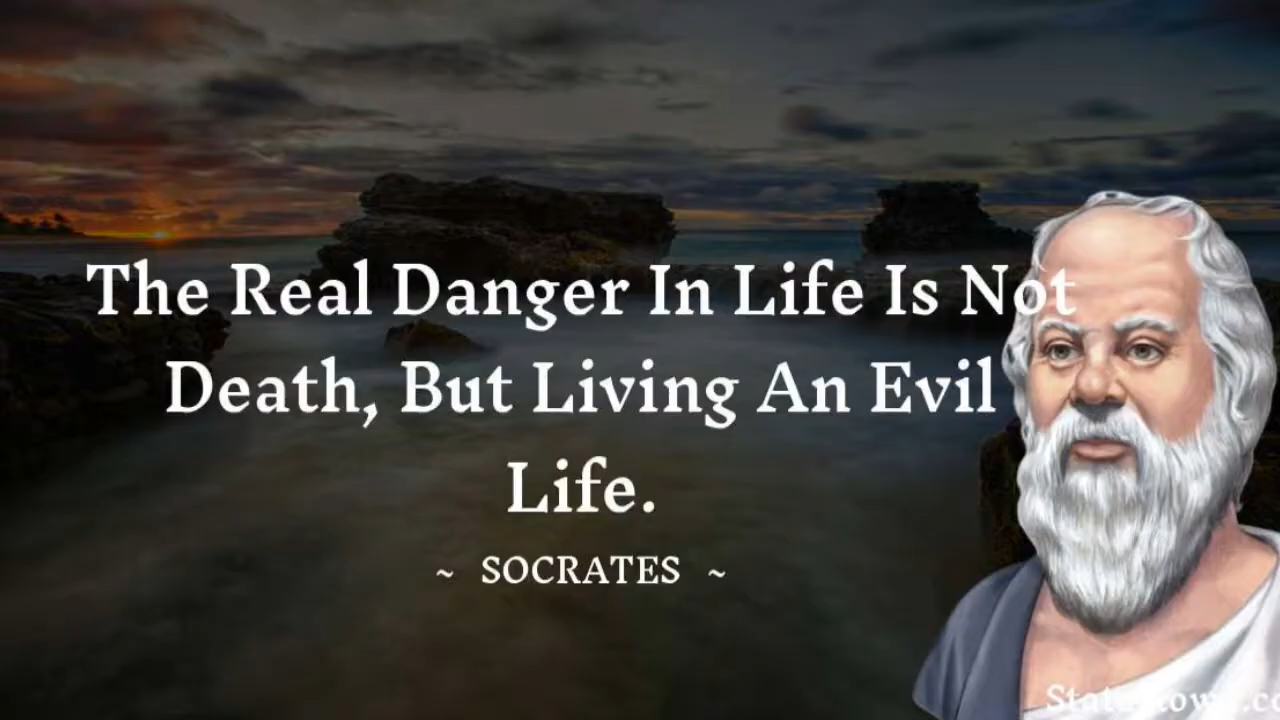 The Real Danger In Life Is Not
Death, But Living An Evil
Life.
~ SOCRATES ~